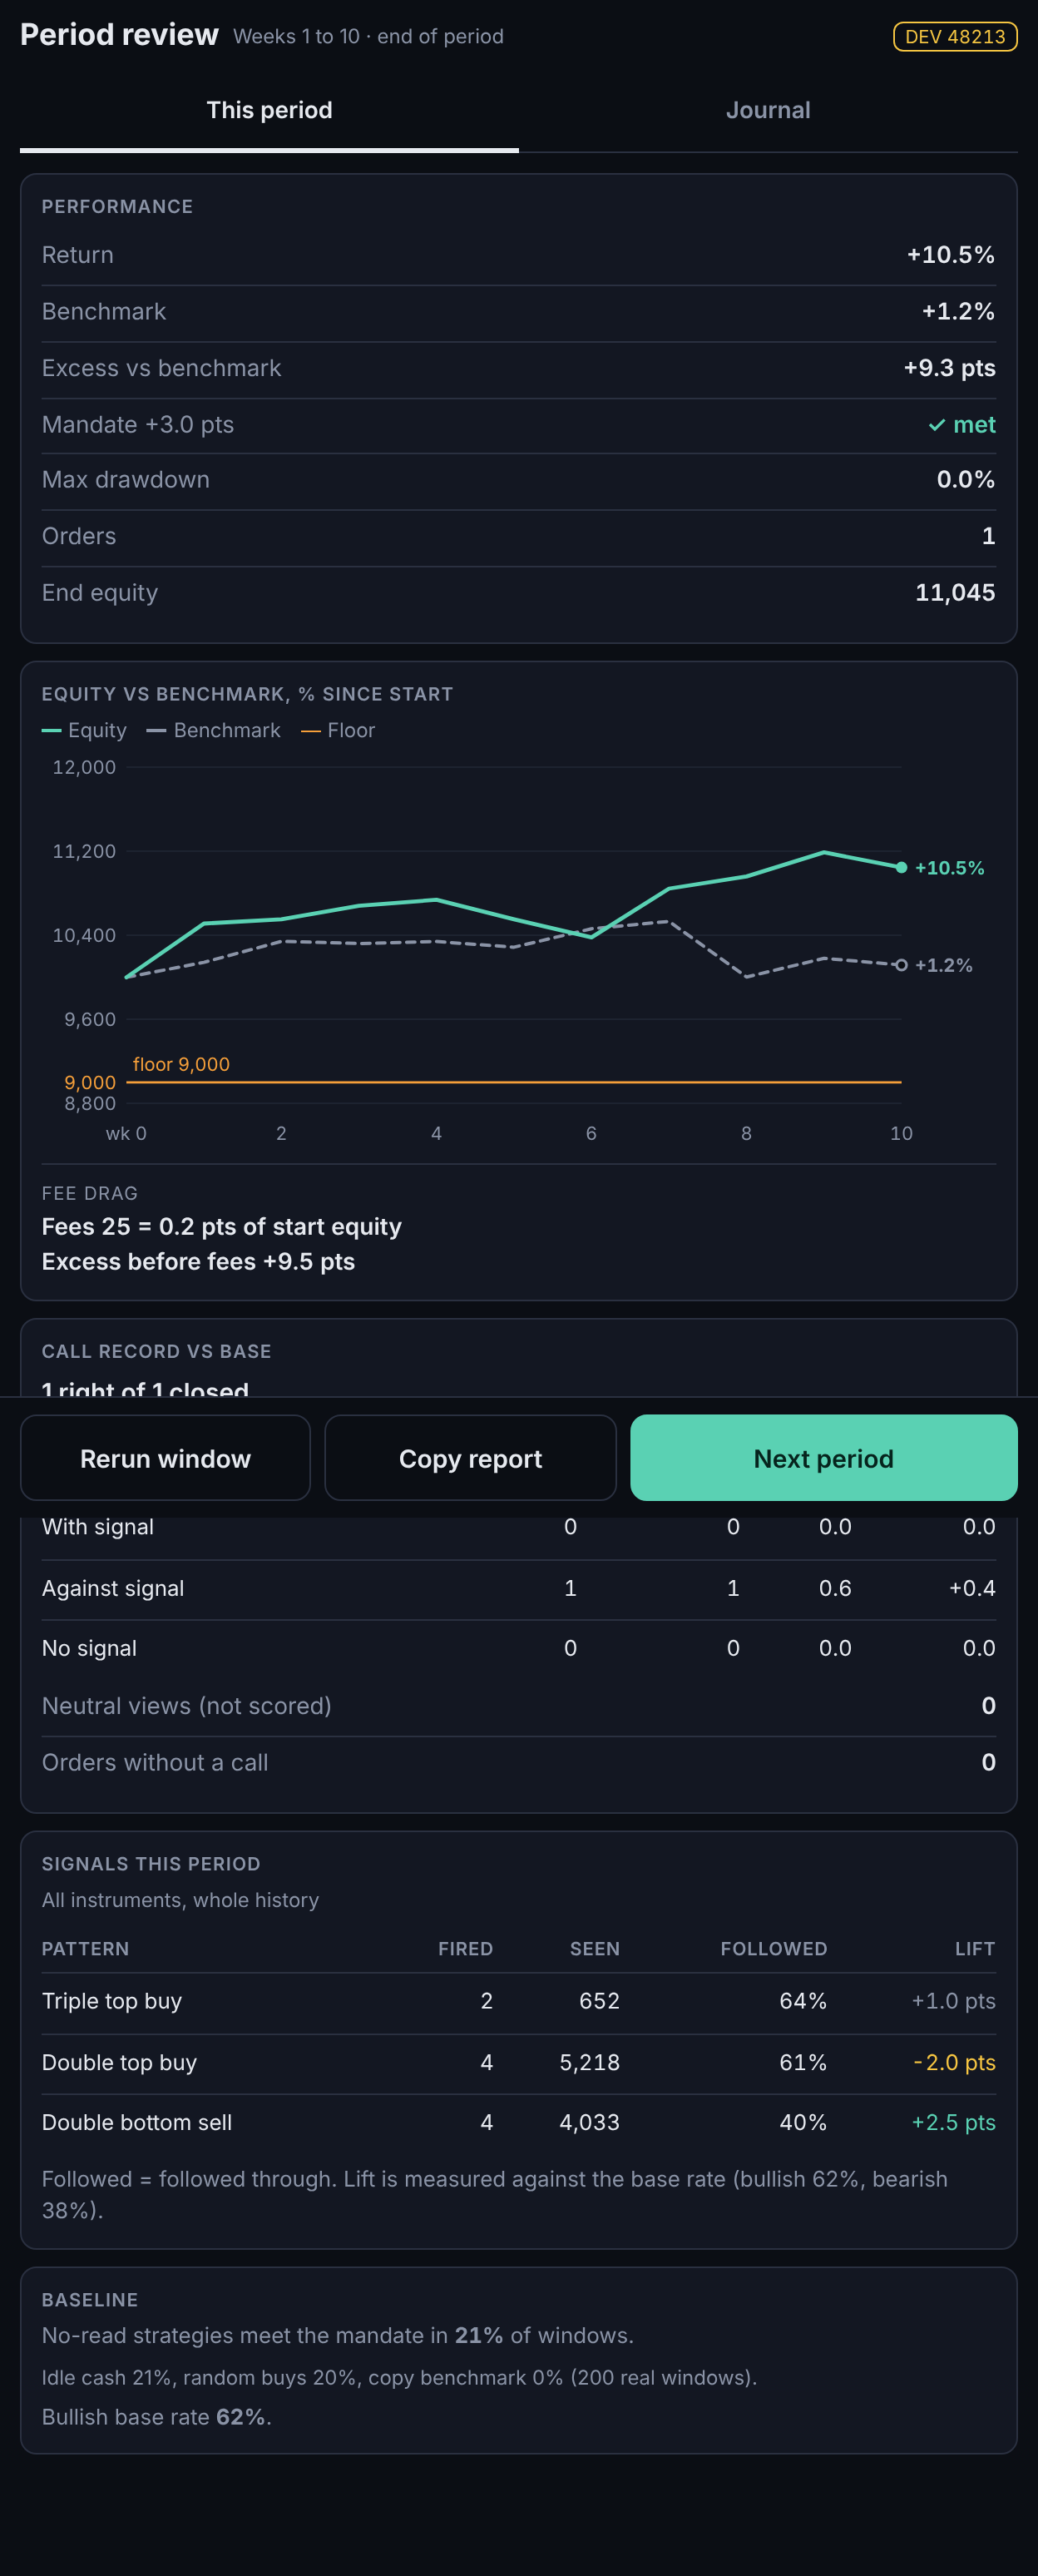 Period review Weeks 1 to 10 · end of period DEV 48213
This period Journal
PERFORMANCE
Return +10.5%
Benchmark +1.2%
Excess vs benchmark +9.3 pts
Mandate +3.0 pts ✓ met
Max drawdown 0.0%
Orders 1
End equity 11,045
EQUITY VS BENCHMARK, % SINCE START
Equity Benchmark Floor
12,000
11,200
+10.5%
10,400
+1.2%
9,600
floor 9,000
9,000
8,800
wk 0 2 4 6 8 10
FEE DRAG
Fees 25 = 0.2 pts of start equity
Excess before fees +9.5 pts
CALL RECORD VS BASE
1 right of 1 closed
Rerun window Copy report Next period
With signal 0 0 0.0 0.0
Against signal 1 1 0.6 +0.4
No signal 0 0 0.0 0.0
Neutral views (not scored) 0
Orders without a call 0
SIGNALS THIS PERIOD
All instruments, whole history
PATTERN FIRED SEEN FOLLOWED LIFT
Triple top buy 2 652 64% +1.0 pts
Double top buy 4 5,218 61% -2.0 pts
Double bottom sell 4 4,033 40% +2.5 pts
Followed = followed through. Lift is measured against the base rate (bullish 62%, bearish
38%).
BASELINE
No-read strategies meet the mandate in 21% of windows.
Idle cash 21%, random buys 20%, copy benchmark 0% (200 real windows).
Bullish base rate 62%.